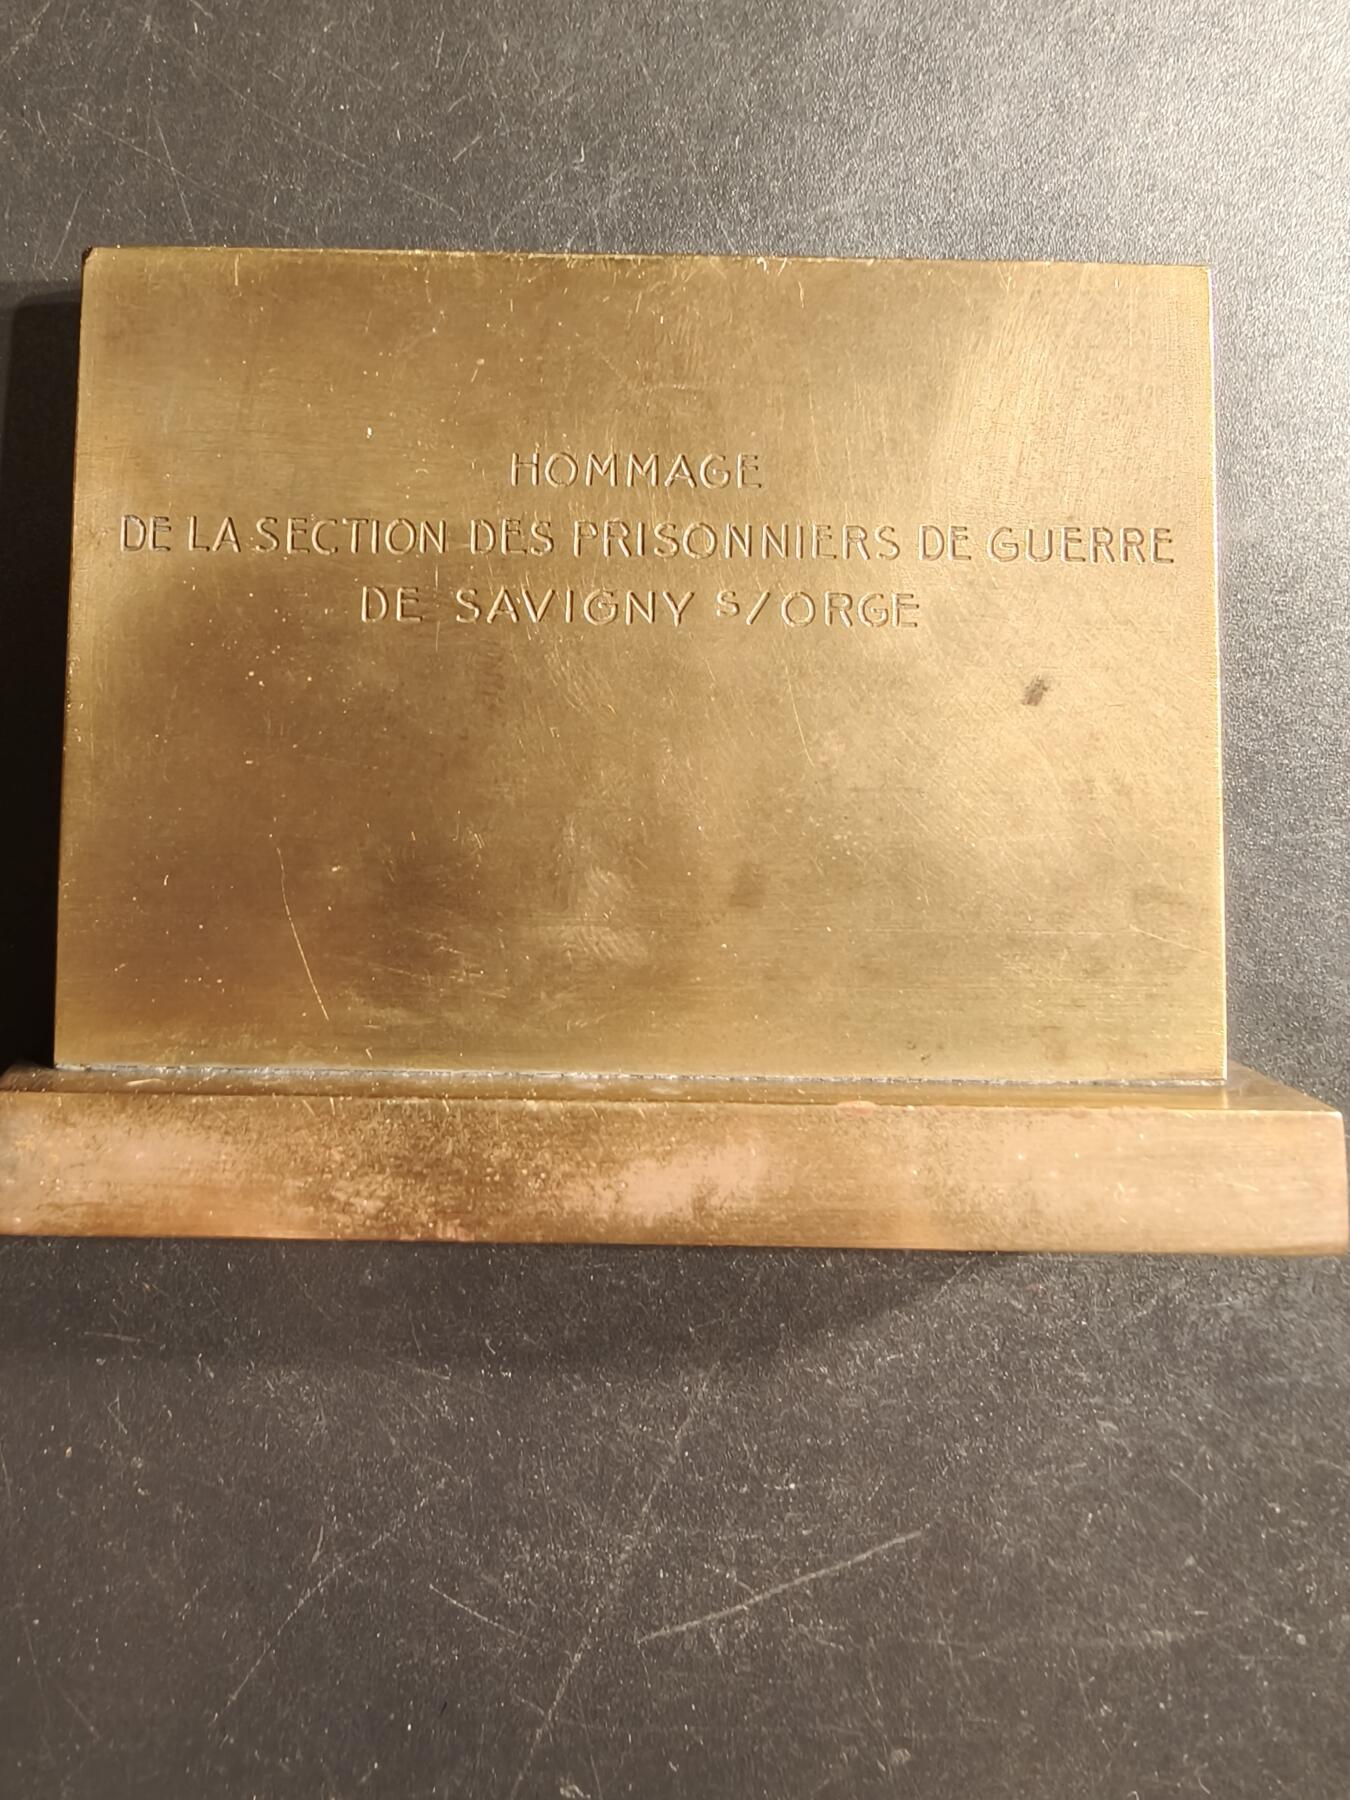 HOMMAGE
DE LA SECTION DES PRISONNIERS DE GUERRE
DE SAVIGNY S/ORGE